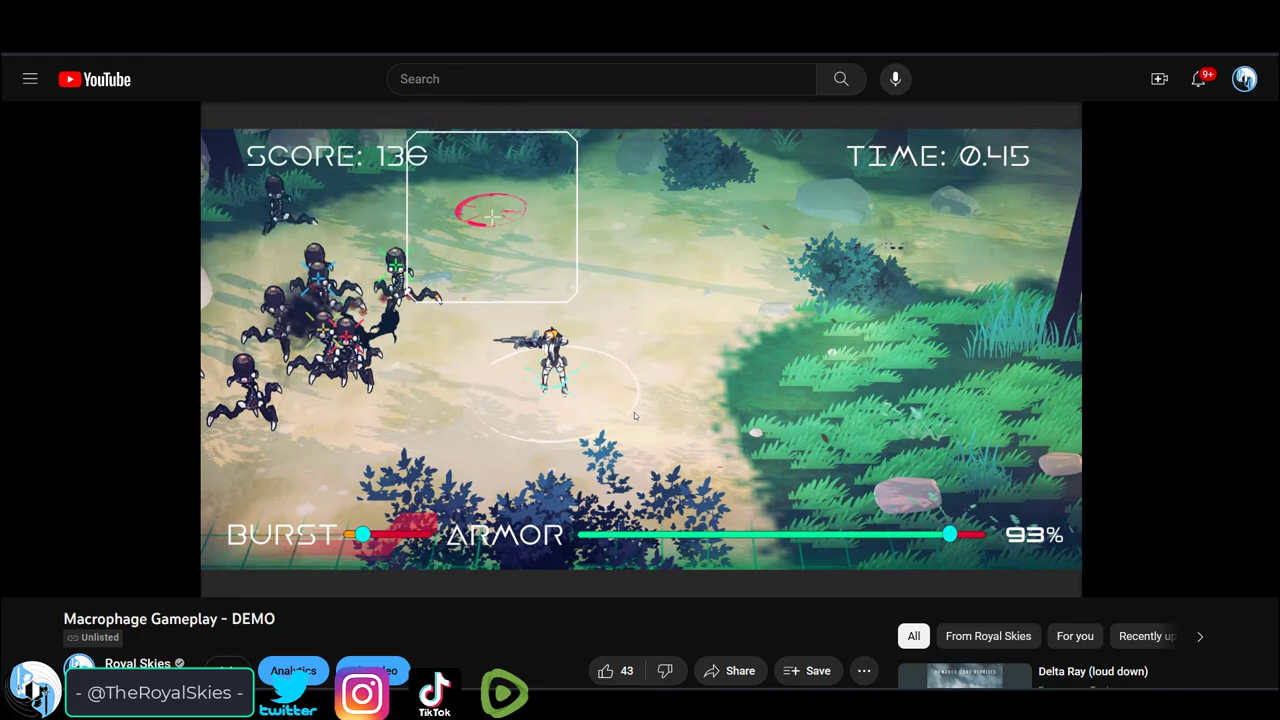 YouTube
Search
9+
SCORE: 136
TIME: 0.45
BURST
ARMOR
93%
Macrophage Gameplay - DEMO
Unlisted
All
From Royal Skies
For you
Recently up
Royal Skies
Analytics
43
Share
Save
Delta Ray (loud down)
- @TheRoyalSkies -
twitter
TikTok